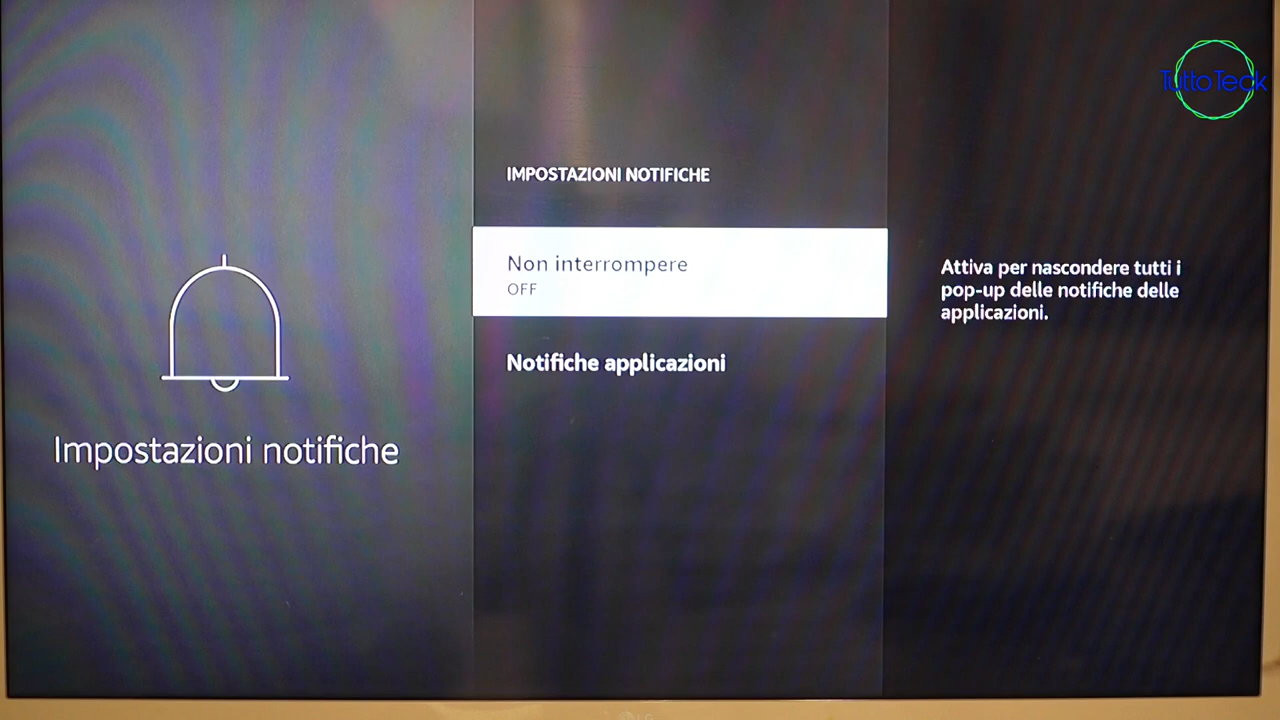 TuttoTeck
IMPOSTAZIONI NOTIFICHE
Non interrompere
OFF
Attiva per nascondere tutti i
pop-up delle notifiche delle
applicazioni.
Notifiche applicazioni
Impostazioni notifiche